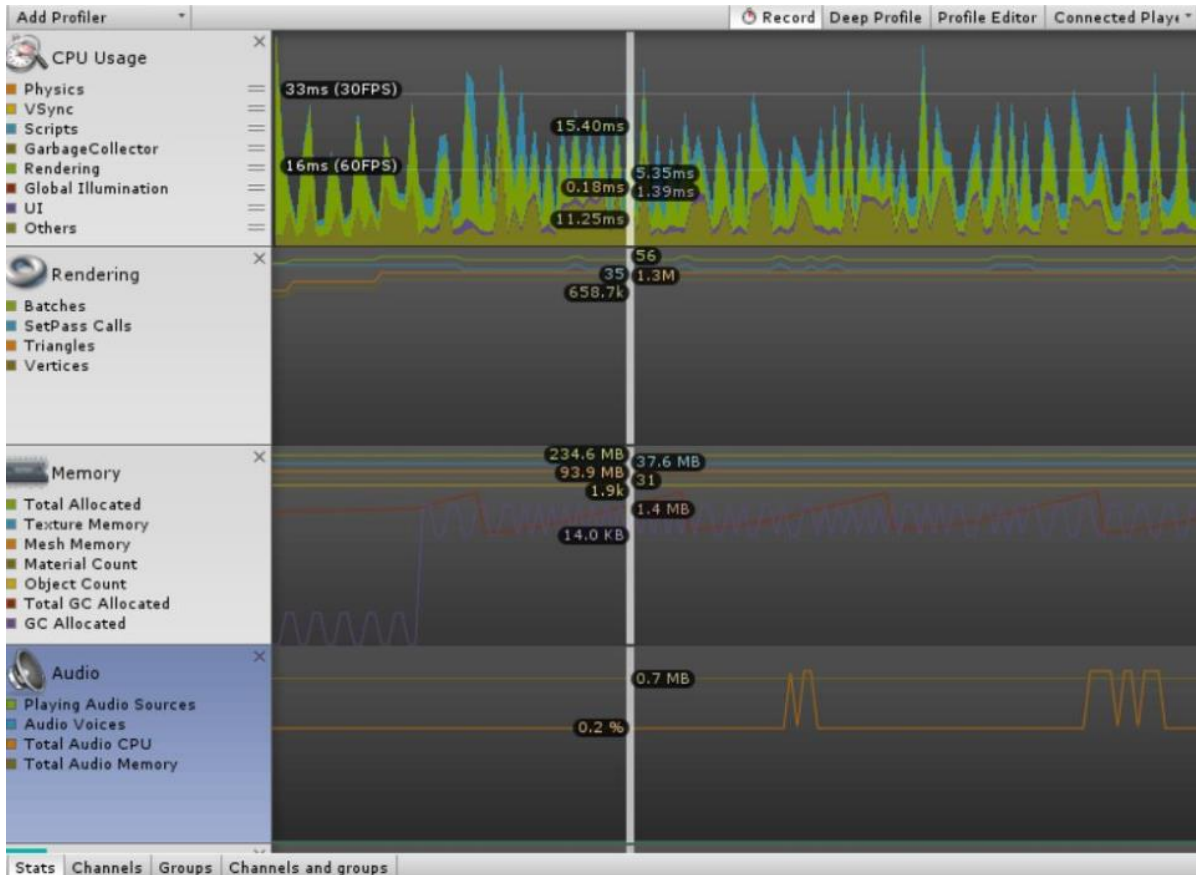 Add Profiler
Record Deep Profile Profile Editor Connected Playe
CPU Usage
Physics
VSync
Scripts
GarbageCollector
Rendering
Global Illumination
UI
Others
33ms (30FPS)
16ms (60FPS)
15.40ms
0.18ms
11.25ms
5.35ms
1.39ms
Rendering
Batches
SetPass Calls
Triangles
Vertices
56
35
1.3M
658.7k
Memory
Total Allocated
Texture Memory
Mesh Memory
Material Count
Object Count
Total GC Allocated
GC Allocated
234.6 MB
37.6 MB
93.9 MB
31
1.9k
1.4 MB
14.0 KB
Audio
Playing Audio Sources
Audio Voices
Total Audio CPU
Total Audio Memory
0.7 MB
0.2 %
Stats Channels Groups Channels and groups